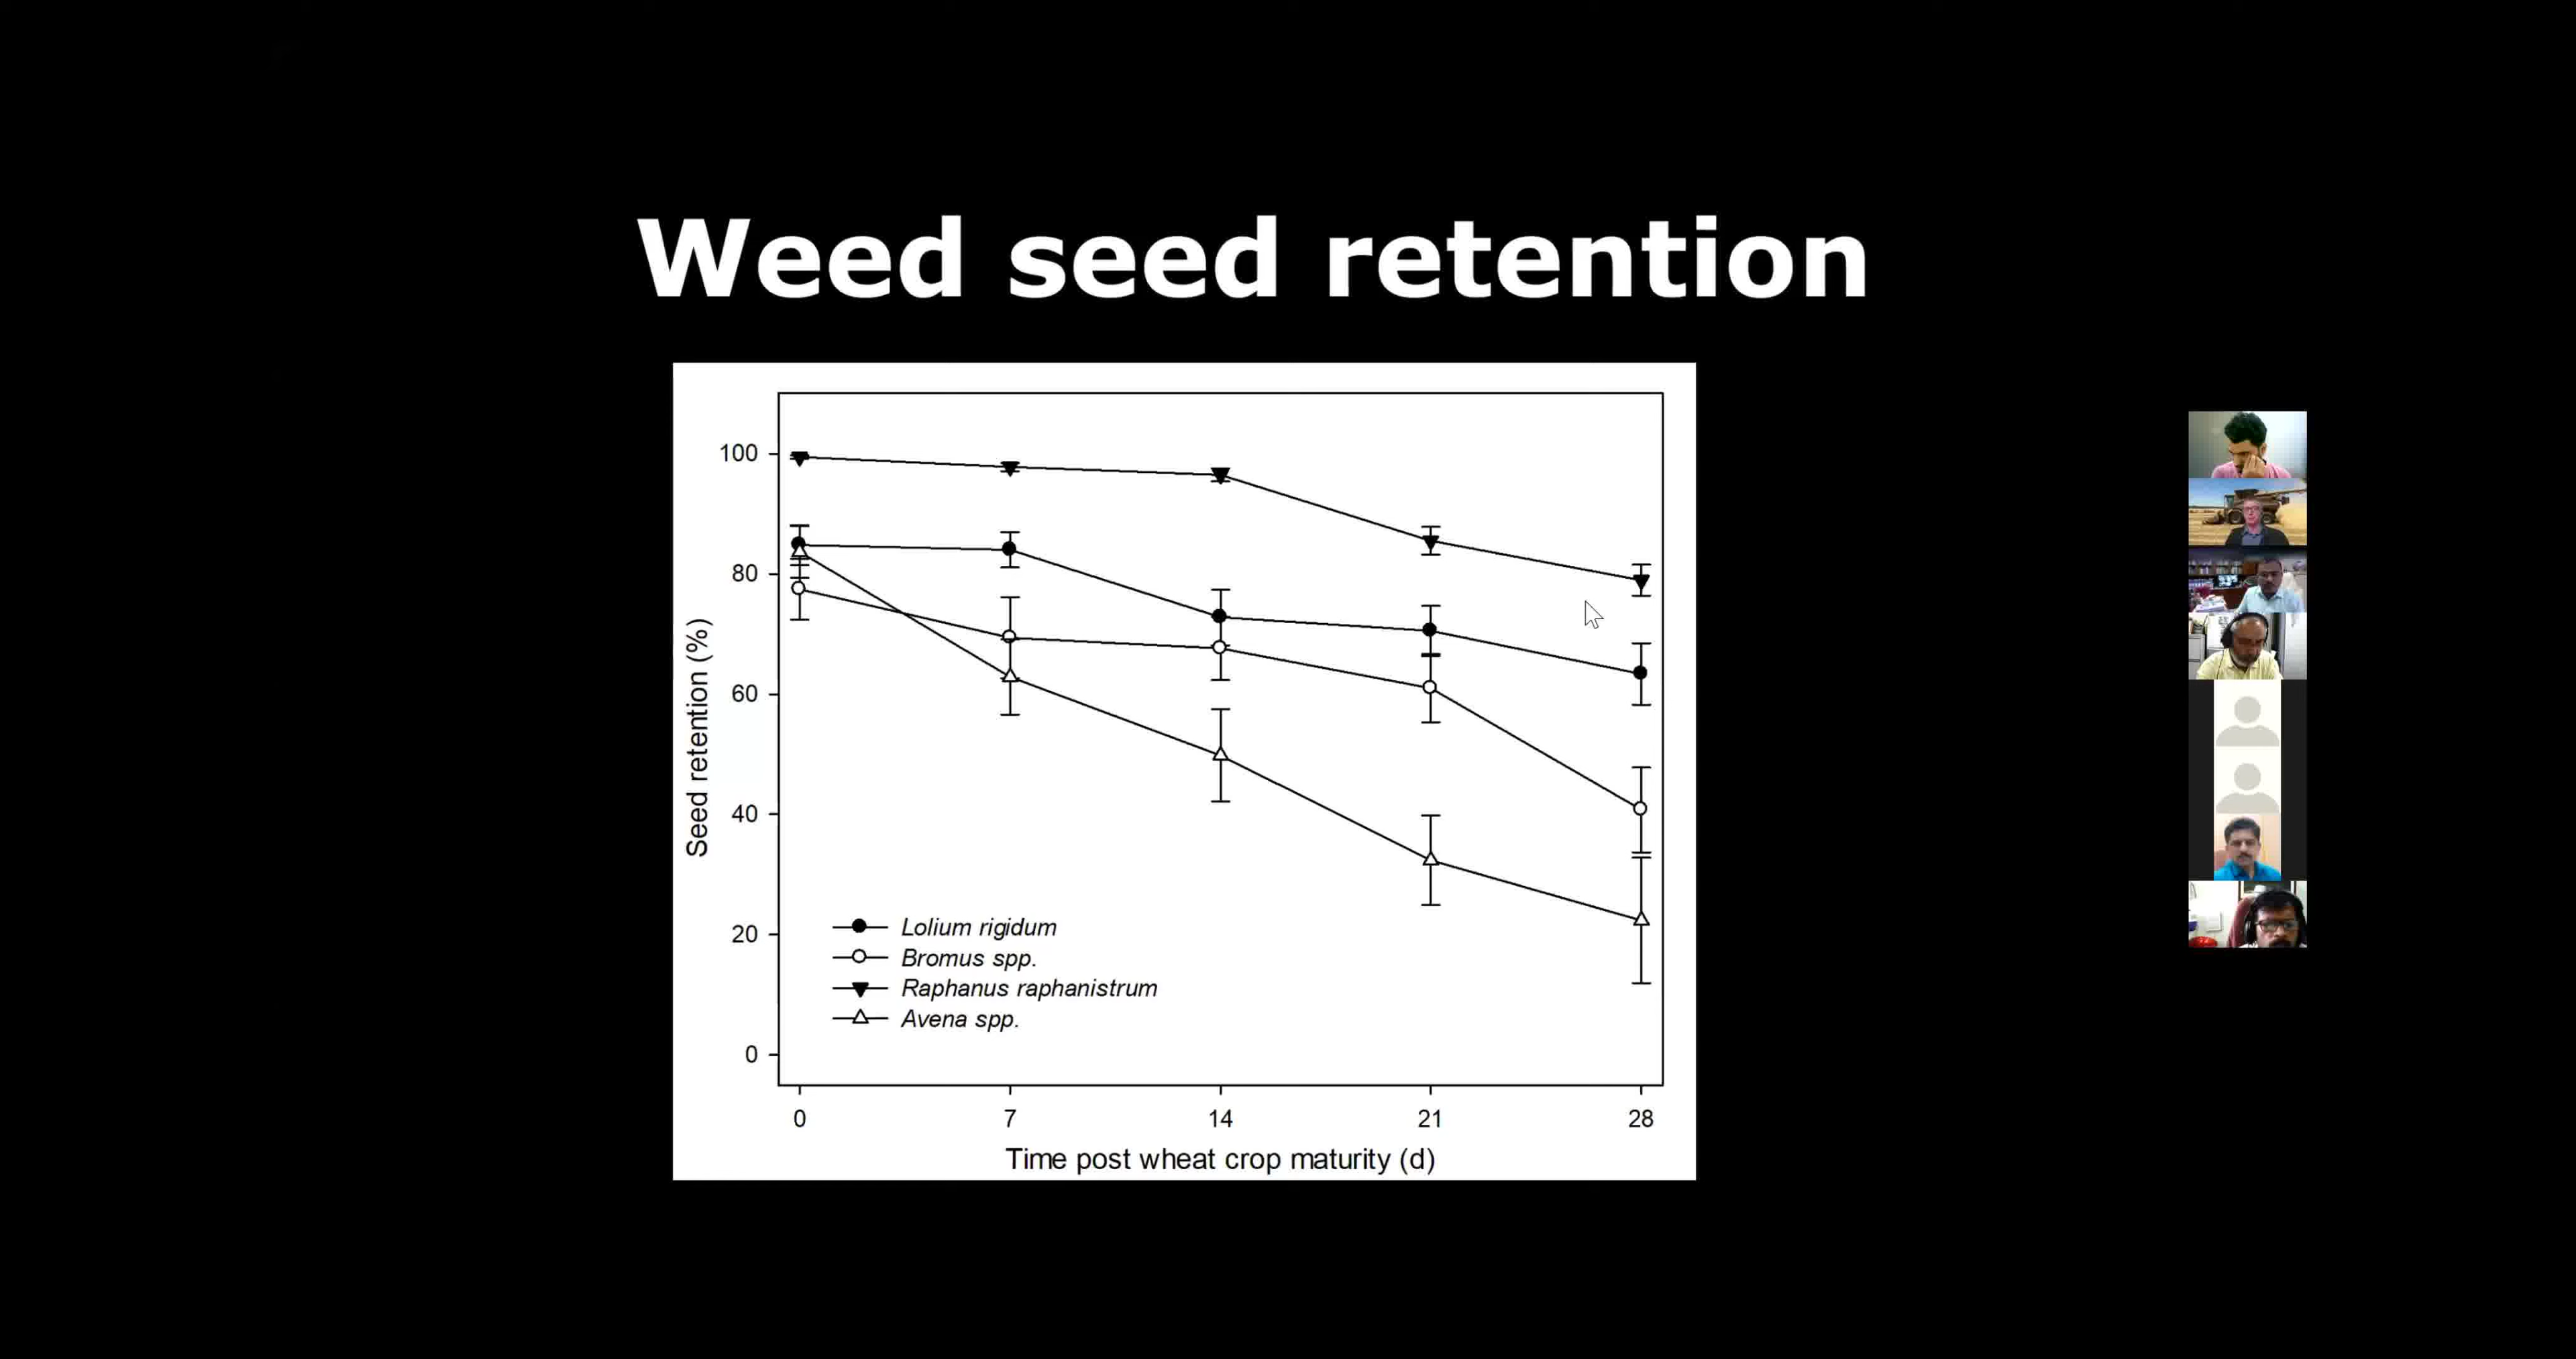 Weed seed retention
100
80
60
40
20
0
Seed retention (%)
Lolium rigidum
Bromus spp.
Raphanus raphanistrum
Avena spp.
0 7 14 21 28
Time post wheat crop maturity (d)